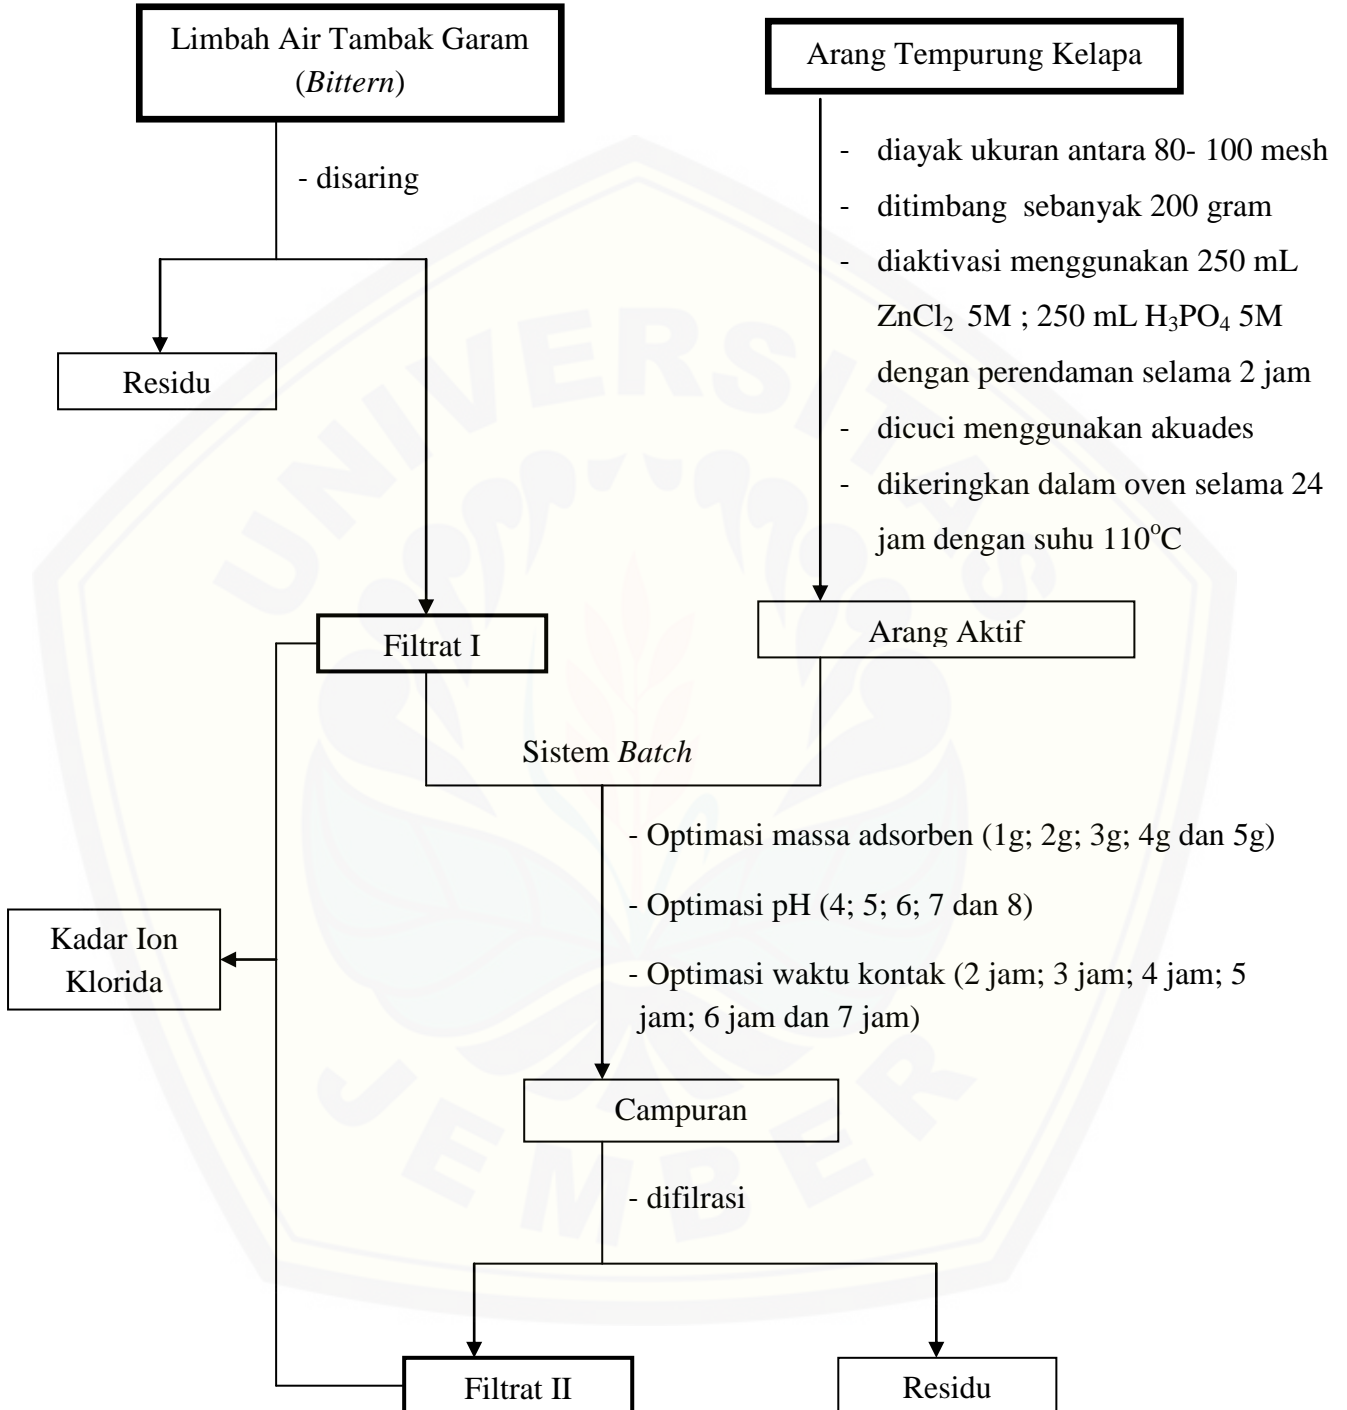 Limbah Air Tambak Garam
(Bittern)
Arang Tempurung Kelapa
- disaring
- diayak ukuran antara 80- 100 mesh
- ditimbang sebanyak 200 gram
- diaktivasi menggunakan 250 mL
ZnCl₂ 5M ; 250 mL H₃PO₄ 5M
dengan perendaman selama 2 jam
- dicuci menggunakan akuades
- dikeringkan dalam oven selama 24
jam dengan suhu 110ᵒC
Residu
Filtrat I
Arang Aktif
Sistem Batch
- Optimasi massa adsorben (1g; 2g; 3g; 4g dan 5g)
- Optimasi pH (4; 5; 6; 7 dan 8)
- Optimasi waktu kontak (2 jam; 3 jam; 4 jam; 5
jam; 6 jam dan 7 jam)
Kadar Ion
Klorida
Campuran
- difilrasi
Filtrat II
Residu
UNIVERSITAS
JEMBER